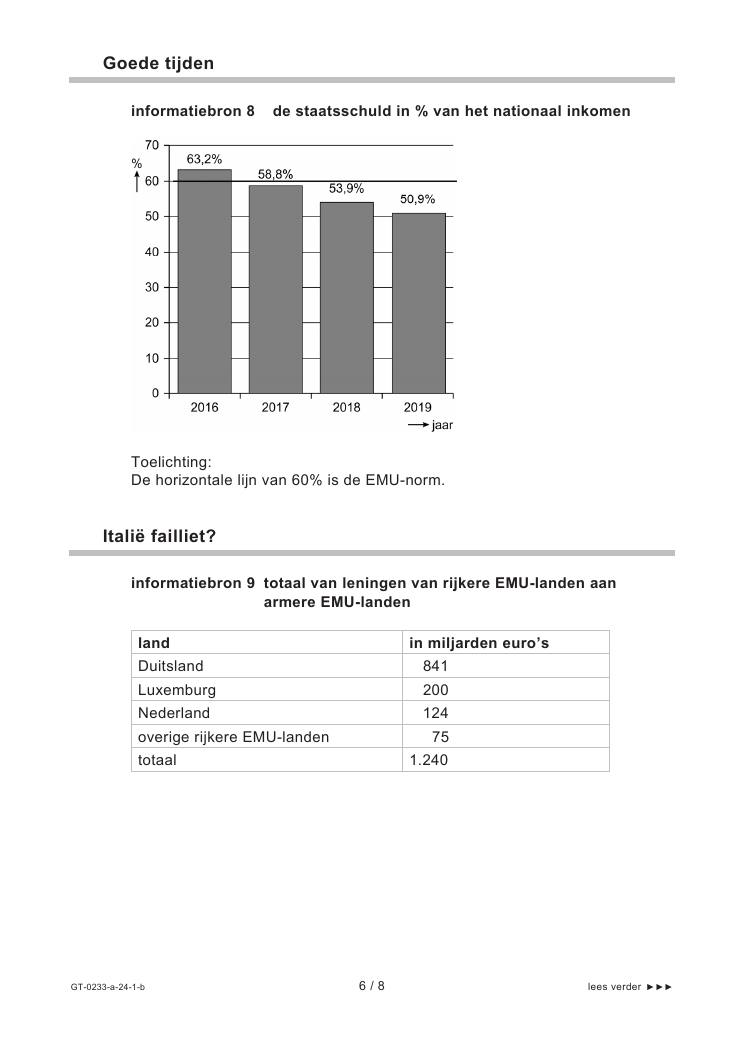 Goede tijden
informatiebron 8 de staatsschuld in % van het nationaal inkomen
70
%
60
50
40
30
20
10
0
63,2%
58,8%
53,9%
50,9%
2016 2017 2018 2019
jaar
Toelichting:
De horizontale lijn van 60% is de EMU-norm.
Italië failliet?
informatiebron 9 totaal van leningen van rijkere EMU-landen aan
armere EMU-landen
land in miljarden euro’s
Duitsland 841
Luxemburg 200
Nederland 124
overige rijkere EMU-landen 75
totaal 1.240
GT-0233-a-24-1-b 6 / 8 lees verder ►►►